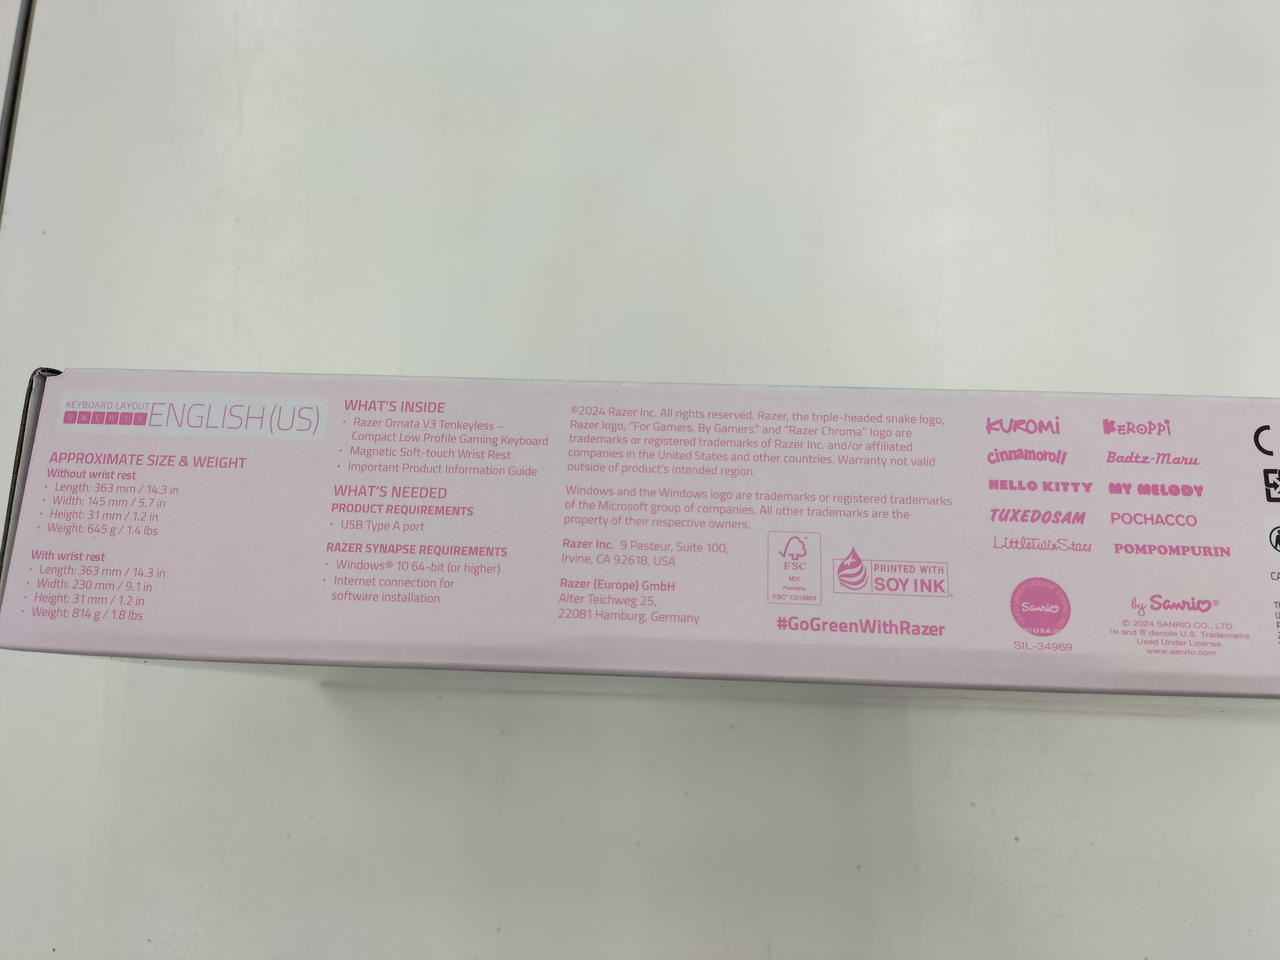 KEYBOARD LAYOUT
QWERTY
ENGLISH (US)
APPROXIMATE SIZE & WEIGHT
Without wrist rest
· Length: 363 mm / 14.3 in
· Width: 145 mm / 5.7 in
· Height: 31 mm / 1.2 in
· Weight: 645 g / 1.4 lbs
With wrist rest
· Length: 363 mm / 14.3 in
· Width: 230 mm / 9.1 in
· Height: 31 mm / 1.2 in
· Weight: 814 g / 1.8 lbs
WHAT'S INSIDE
· Razer Ornata V3 Tenkeyless –
Compact Low Profile Gaming Keyboard
· Magnetic Soft-touch Wrist Rest
· Important Product Information Guide
WHAT'S NEEDED
PRODUCT REQUIREMENTS
· USB Type A port
RAZER SYNAPSE REQUIREMENTS
· Windows® 10 64-bit (or higher)
· Internet connection for
software installation
©2024 Razer Inc. All rights reserved. Razer, the triple-headed snake logo,
Razer logo, "For Gamers. By Gamers." and "Razer Chroma" logo are
trademarks or registered trademarks of Razer Inc. and/or affiliated
companies in the United States and other countries. Warranty not valid
outside of product's intended region.
Windows and the Windows logo are trademarks or registered trademarks
of the Microsoft group of companies. All other trademarks are the
property of their respective owners.
Razer Inc. 9 Pasteur, Suite 100,
Irvine, CA 92618, USA
Razer (Europe) GmbH
Alter Teichweg 25,
22081 Hamburg, Germany
FSC
MIX
Packaging
FSC® C010953
PRINTED WITH
SOY INK
#GoGreenWithRazer
KUROMI
KEROPPI
cinnamoroll
Badtz-Maru
HELLO KITTY
MY MELODY
TUXEDOSAM
POCHACCO
LittleTwinStars
POMPOMPURIN
Sanrio
USA
SIL-34969
by Sanrio®
© 2024 SANRIO CO., LTD.
TM and ® denote U.S. Trademarks
Used Under License.
www.sanrio.com